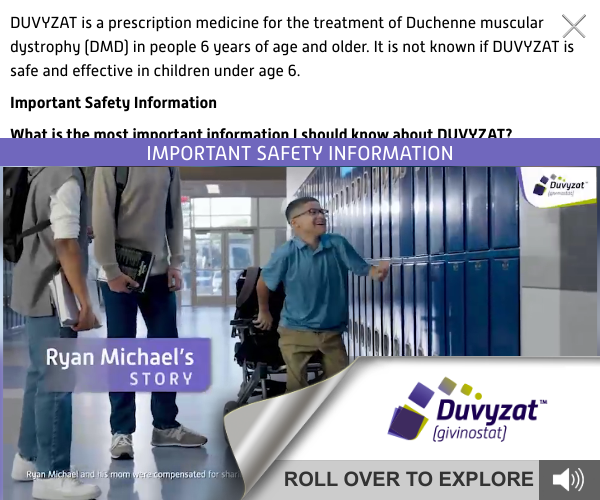 DUVYZAT is a prescription medicine for the treatment of Duchenne muscular
dystrophy (DMD) in people 6 years of age and older. It is not known if DUVYZAT is
safe and effective in children under age 6.
Important Safety Information
What is the most important information I should know about DUVYZAT?
IMPORTANT SAFETY INFORMATION
Duvyzat
(givinostat)
Ryan Michael's
STORY
Duvyzat™
(givinostat)
Ryan Michael and his mom were compensated for
ROLL OVER TO EXPLORE